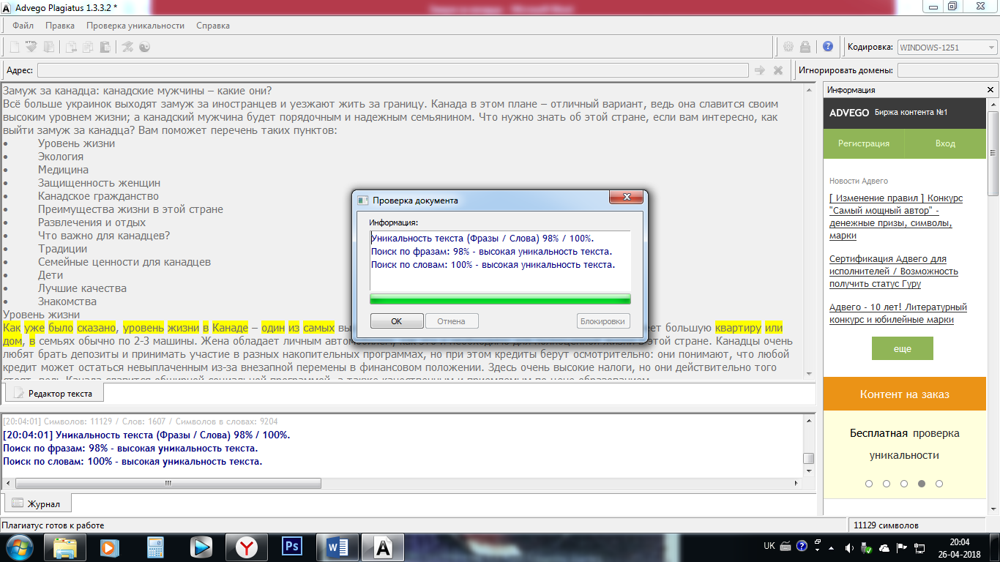 Advego Plagiatus 1.3.3.2 *
Файл Правка Проверка уникальности Справка
HTML
Кодировка: WINDOWS-1251
Адрес:
Игнорировать домены:
Замуж за канадца: канадские мужчины – какие они?
Всё больше украинок выходят замуж за иностранцев и уезжают жить за границу. Канада в этом плане – отличный вариант, ведь она славится своим
высоким уровнем жизни; а канадский мужчина будет порядочным и надежным семьянином. Что нужно знать об этой стране, если вам интересно, как
выйти замуж за канадца? Вам поможет перечень таких пунктов:
• Уровень жизни
• Экология
• Медицина
• Защищенность женщин
• Канадское гражданство
• Преимущества жизни в этой стране
• Развлечения и отдых
• Что важно для канадцев?
• Традиции
• Семейные ценности для канадцев
• Дети
• Лучшие качества
• Знакомства
Уровень жизни
Как уже было сказано, уровень жизни в Канаде – один из самых большую квартиру или
дом, в семьях обычно по 2-3 машины. Жена обладает личным этой стране. Канадцы очень
любят брать депозиты и принимать участие в разных накопительных программах, но при этом кредиты берут осмотрительно: они понимают, что любой
кредит может остаться невыплаченным из-за внезапной перемены в финансовом положении. Здесь очень высокие налоги, но они действительно того
Проверка документа
Информация:
Уникальность текста (Фразы / Слова) 98% / 100%.
Поиск по фразам: 98% - высокая уникальность текста.
Поиск по словам: 100% - высокая уникальность текста.
OK Отмена Блокировки
Редактор текста
[20:04:01] Символов: 11129 / Слов: 1607 / Символов в словах: 9204
[20:04:01] Уникальность текста (Фразы / Слова) 98% / 100%.
Поиск по фразам: 98% - высокая уникальность текста.
Поиск по словам: 100% - высокая уникальность текста.
Журнал
Информация
ADVEGO Биржа контента №1
Регистрация Вход
Новости Адвего
[ Изменение правил ] Конкурс
"Самый мощный автор" -
денежные призы, символы,
марки
Сертификация Адвего для
исполнителей / Возможность
получить статус Гуру
Адвего - 10 лет! Литературный
конкурс и юбилейные марки
еще
Контент на заказ
Бесплатная проверка
уникальности
Плагиатус готов к работе
11129 символов
Ps
W
A
UK
20:04
26-04-2018